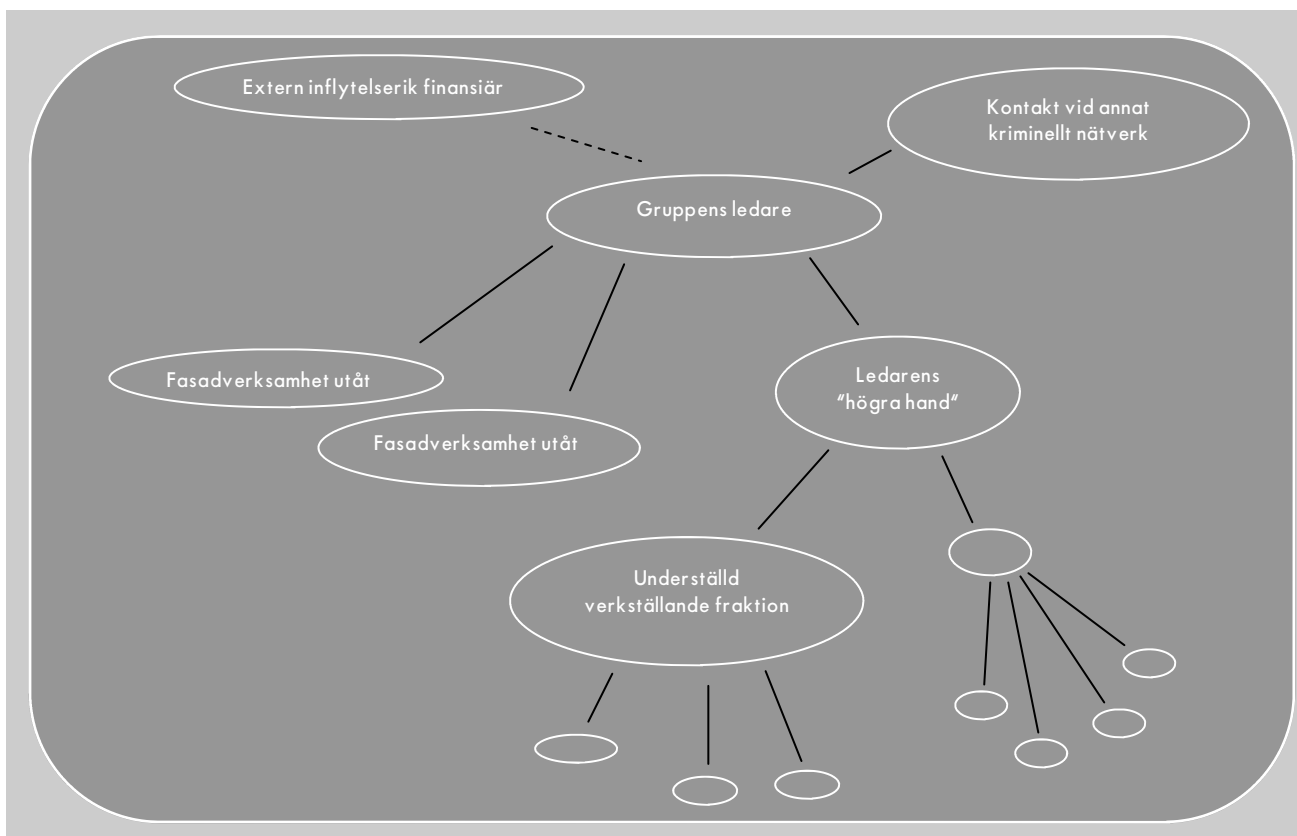 Extern inflytelserik finansiär
Kontakt vid annat
kriminellt nätverk
Gruppens ledare
Fasadverksamhet utåt
Ledarens
“högra hand“
Fasadverksamhet utåt
Underställd
verkställande fraktion